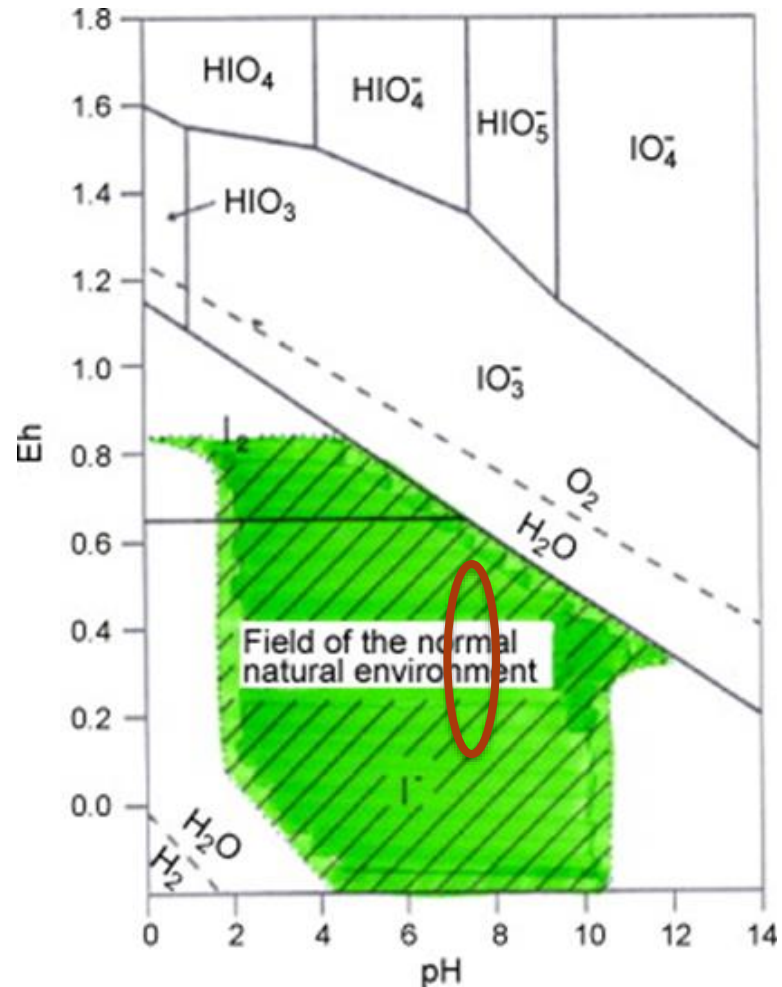 1.8
HIO₄
HIO₄⁻
HIO₅⁻
IO₄⁻
1.6
HIO₃
1.4
1.2
IO₃⁻
1.0
Eh
I₂
0.8
O₂
H₂O
0.6
0.4
Field of the normal
natural environment
0.2
I⁻
0.0
H₂O
H₂
0 2 4 6 8 10 12 14
pH